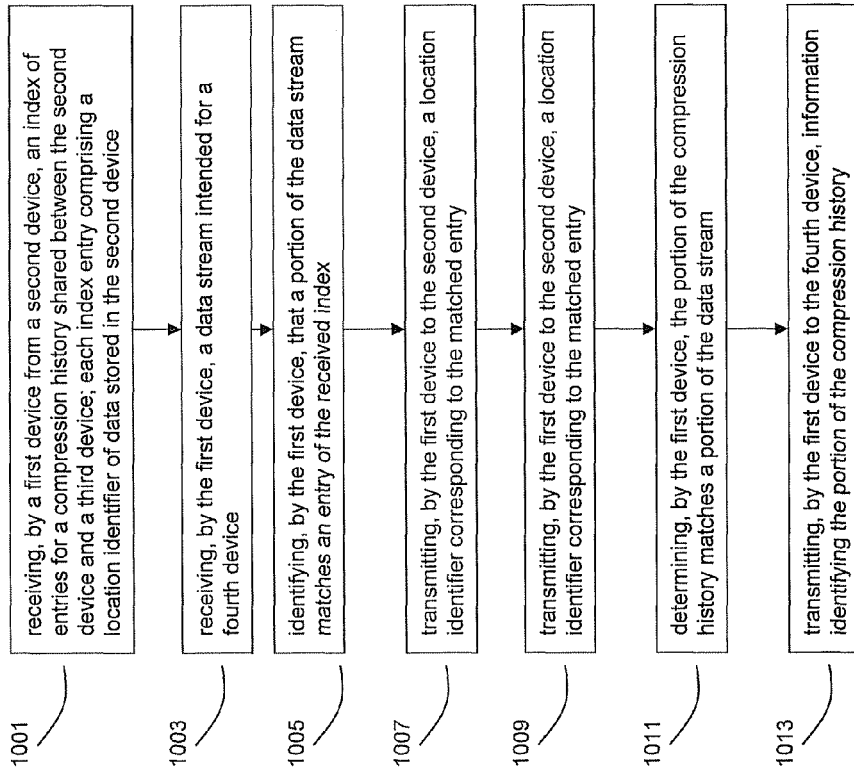 1001
receiving, by a first device from a second device, an index of
entries for a compression history shared between the second
device and a third device; each index entry comprising a
location identifier of data stored in the second device
1003
receiving, by the first device, a data stream intended for a
fourth device
1005
identifying, by the first device, that a portion of the data stream
matches an entry of the received index
1007
transmitting, by the first device to the second device, a location
identifier corresponding to the matched entry
1009
transmitting, by the first device to the second device, a location
identifier corresponding to the matched entry
1011
determining, by the first device, the portion of the compression
history matches a portion of the data stream
1013
transmitting, by the first device to the fourth device, information
identifying the portion of the compression history